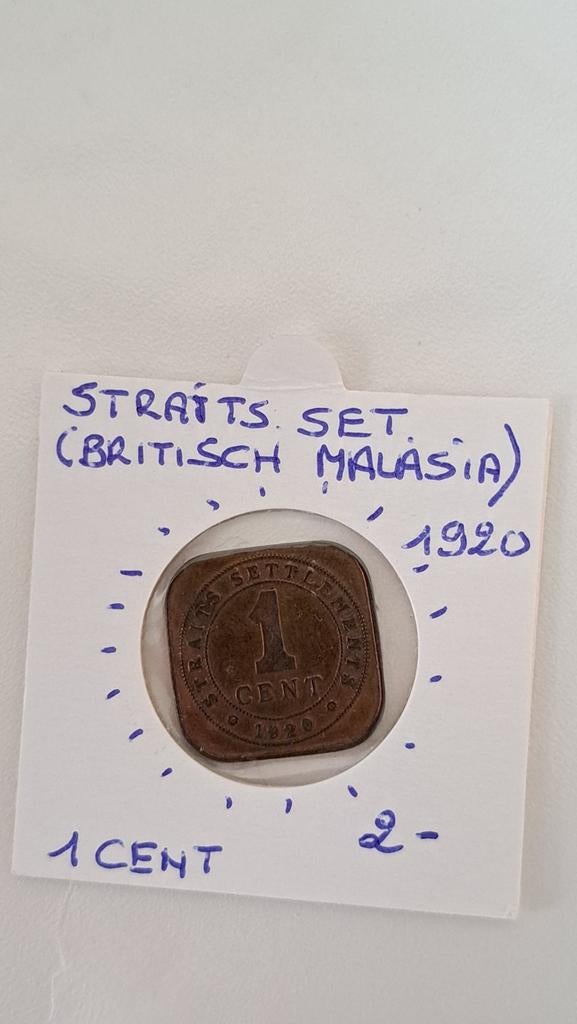 STRAITS. SET.
(BRITISCH MALASIA)
1920
STRAITS SETTLEMENTS
1
CENT
1920
2-
1 CENT